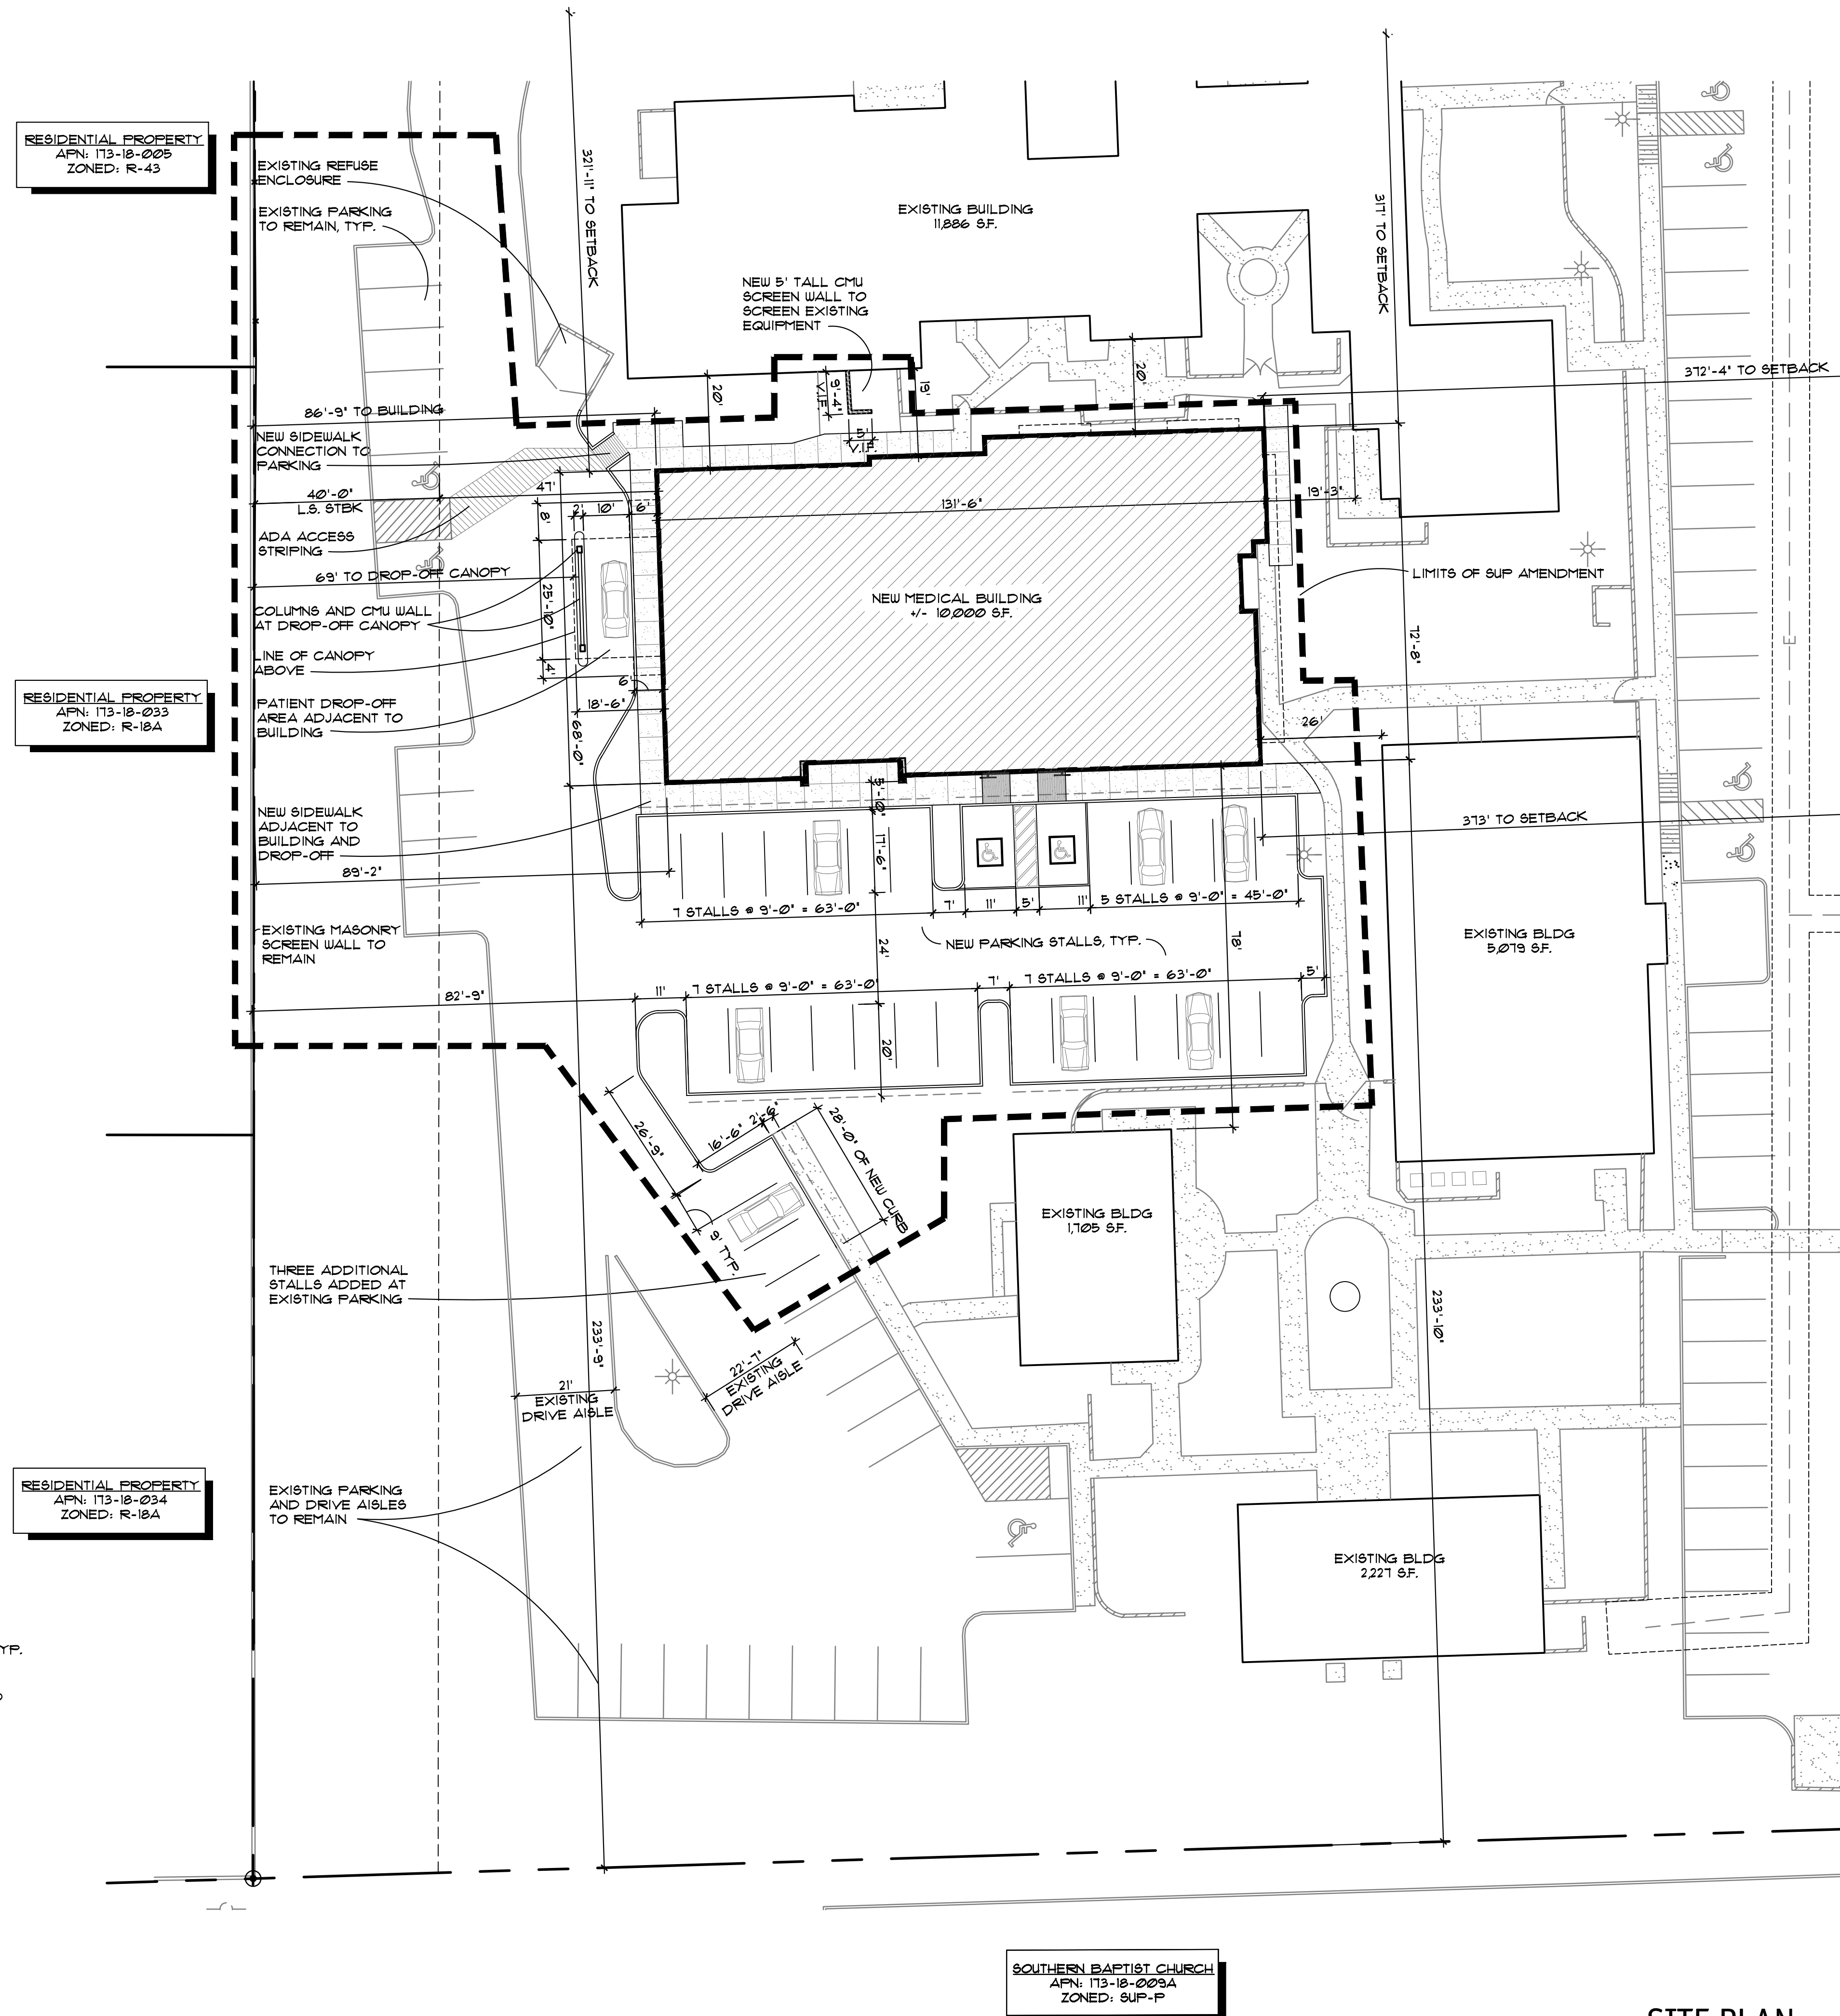 RESIDENTIAL PROPERTY
APN: 173-18-005
ZONED: R-43
EXISTING REFUSE
ENCLOSURE
EXISTING PARKING
TO REMAIN, TYP.
321'-11" TO SETBACK
317' TO SETBACK
EXISTING BUILDING
11,886 S.F.
NEW 5' TALL CMU
SCREEN WALL TO
SCREEN EXISTING
EQUIPMENT
372'-4" TO SETBACK
20'
9'-4"
V.I.F.
19'
20'
5'
V.I.F.
86'-9" TO BUILDING
NEW SIDEWALK
CONNECTION TO
PARKING
40'-0"
L.S. STBK
47'
8'
2'
10'
6'
131'-6"
19'-3"
ADA ACCESS
STRIPING
69' TO DROP-OFF CANOPY
COLUMNS AND CMU WALL
AT DROP-OFF CANOPY
25'-10"
NEW MEDICAL BUILDING
+/- 10,000 S.F.
LIMITS OF SUP AMENDMENT
72'-8"
LINE OF CANOPY
ABOVE
4'
6'
18'-6"
68'-0"
26'
RESIDENTIAL PROPERTY
APN: 173-18-033
ZONED: R-18A
PATIENT DROP-OFF
AREA ADJACENT TO
BUILDING
NEW SIDEWALK
ADJACENT TO
BUILDING AND
DROP-OFF
89'-2"
5'-10"
17'-6"
373' TO SETBACK
7 STALLS @ 9'-0" = 63'-0"
7'
11'
5'
11'
5 STALLS @ 9'-0" = 45'-0"
EXISTING MASONRY
SCREEN WALL TO
REMAIN
24'
NEW PARKING STALLS, TYP.
78'
EXISTING BLDG
5,079 S.F.
82'-9"
11'
7 STALLS @ 9'-0" = 63'-0"
7'
7 STALLS @ 9'-0" = 63'-0"
5'
20'
26'-9"
16'-6"
2'-6"
28'-0" OF NEW CURB
9' TYP.
EXISTING BLDG
1,705 S.F.
THREE ADDITIONAL
STALLS ADDED AT
EXISTING PARKING
233'-9"
233'-10"
22'-7"
EXISTING
DRIVE AISLE
21'
EXISTING
DRIVE AISLE
RESIDENTIAL PROPERTY
APN: 173-18-034
ZONED: R-18A
EXISTING PARKING
AND DRIVE AISLES
TO REMAIN
EXISTING BLDG
2,227 S.F.
YP.
SOUTHERN BAPTIST CHURCH
APN: 173-18-009A
ZONED: SUP-P
SITE PLAN